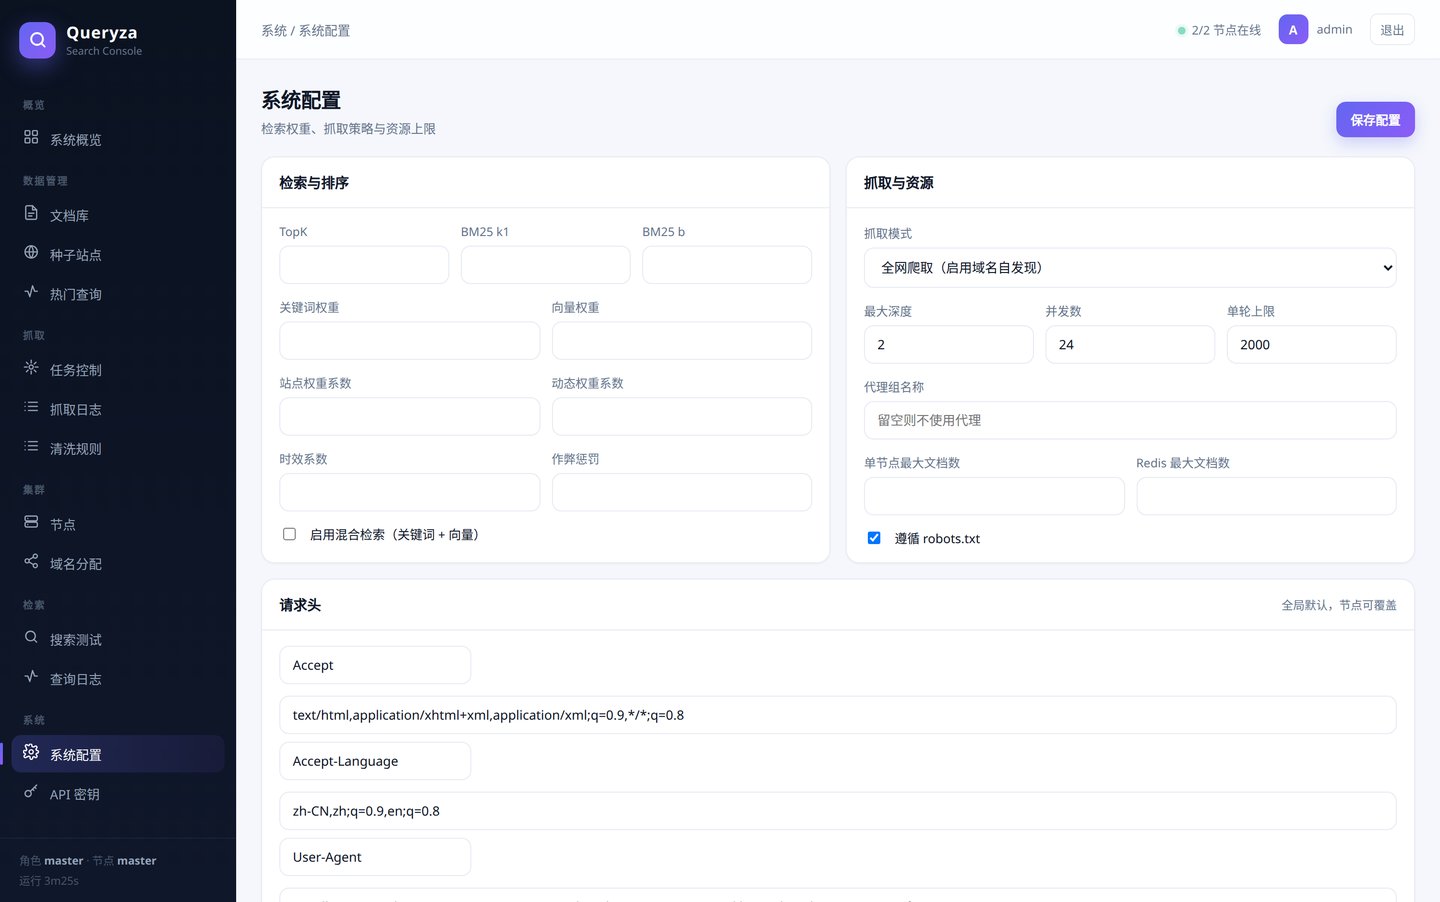 Queryza
Search Console
概览
系统概览
数据管理
文档库
种子站点
热门查询
抓取
任务控制
抓取日志
清洗规则
集群
节点
域名分配
检索
搜索测试
查询日志
系统
系统配置
API 密钥
角色 master · 节点 master
运行 3m25s
系统 / 系统配置
2/2 节点在线
A
admin
退出
系统配置
检索权重、抓取策略与资源上限
保存配置
检索与排序
TopK
BM25 k1
BM25 b
关键词权重
向量权重
站点权重系数
动态权重系数
时效系数
作弊惩罚
启用混合检索（关键词 + 向量）
抓取与资源
抓取模式
全网爬取（启用域名自发现）
最大深度
并发数
单轮上限
2
24
2000
代理组名称
留空则不使用代理
单节点最大文档数
Redis 最大文档数
遵循 robots.txt
请求头
全局默认，节点可覆盖
Accept
text/html,application/xhtml+xml,application/xml;q=0.9,*/*;q=0.8
Accept-Language
zh-CN,zh;q=0.9,en;q=0.8
User-Agent